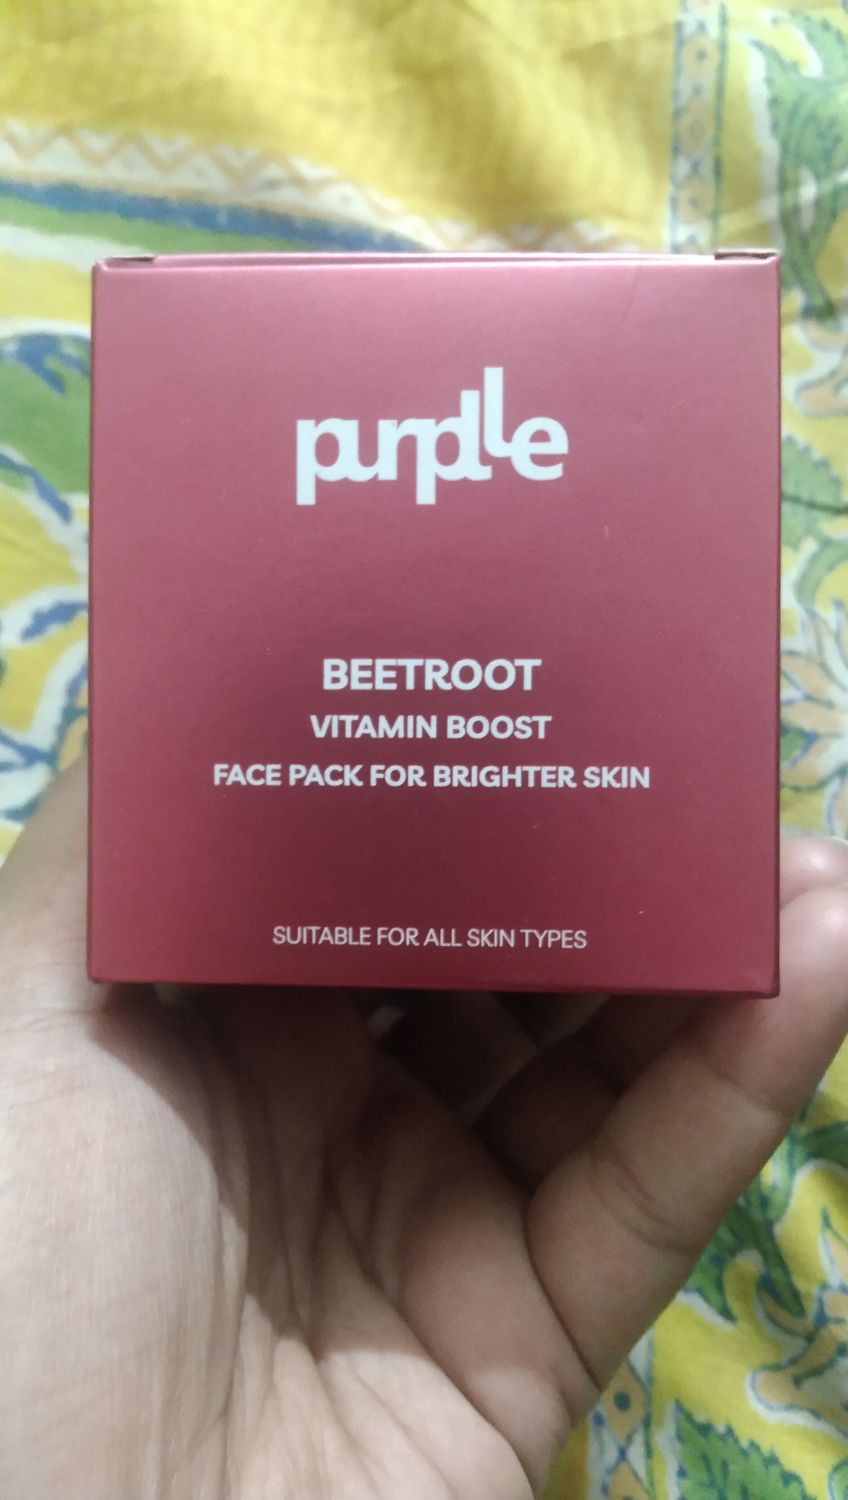 purplle
BEETROOT
VITAMIN BOOST
FACE PACK FOR BRIGHTER SKIN
SUITABLE FOR ALL SKIN TYPES